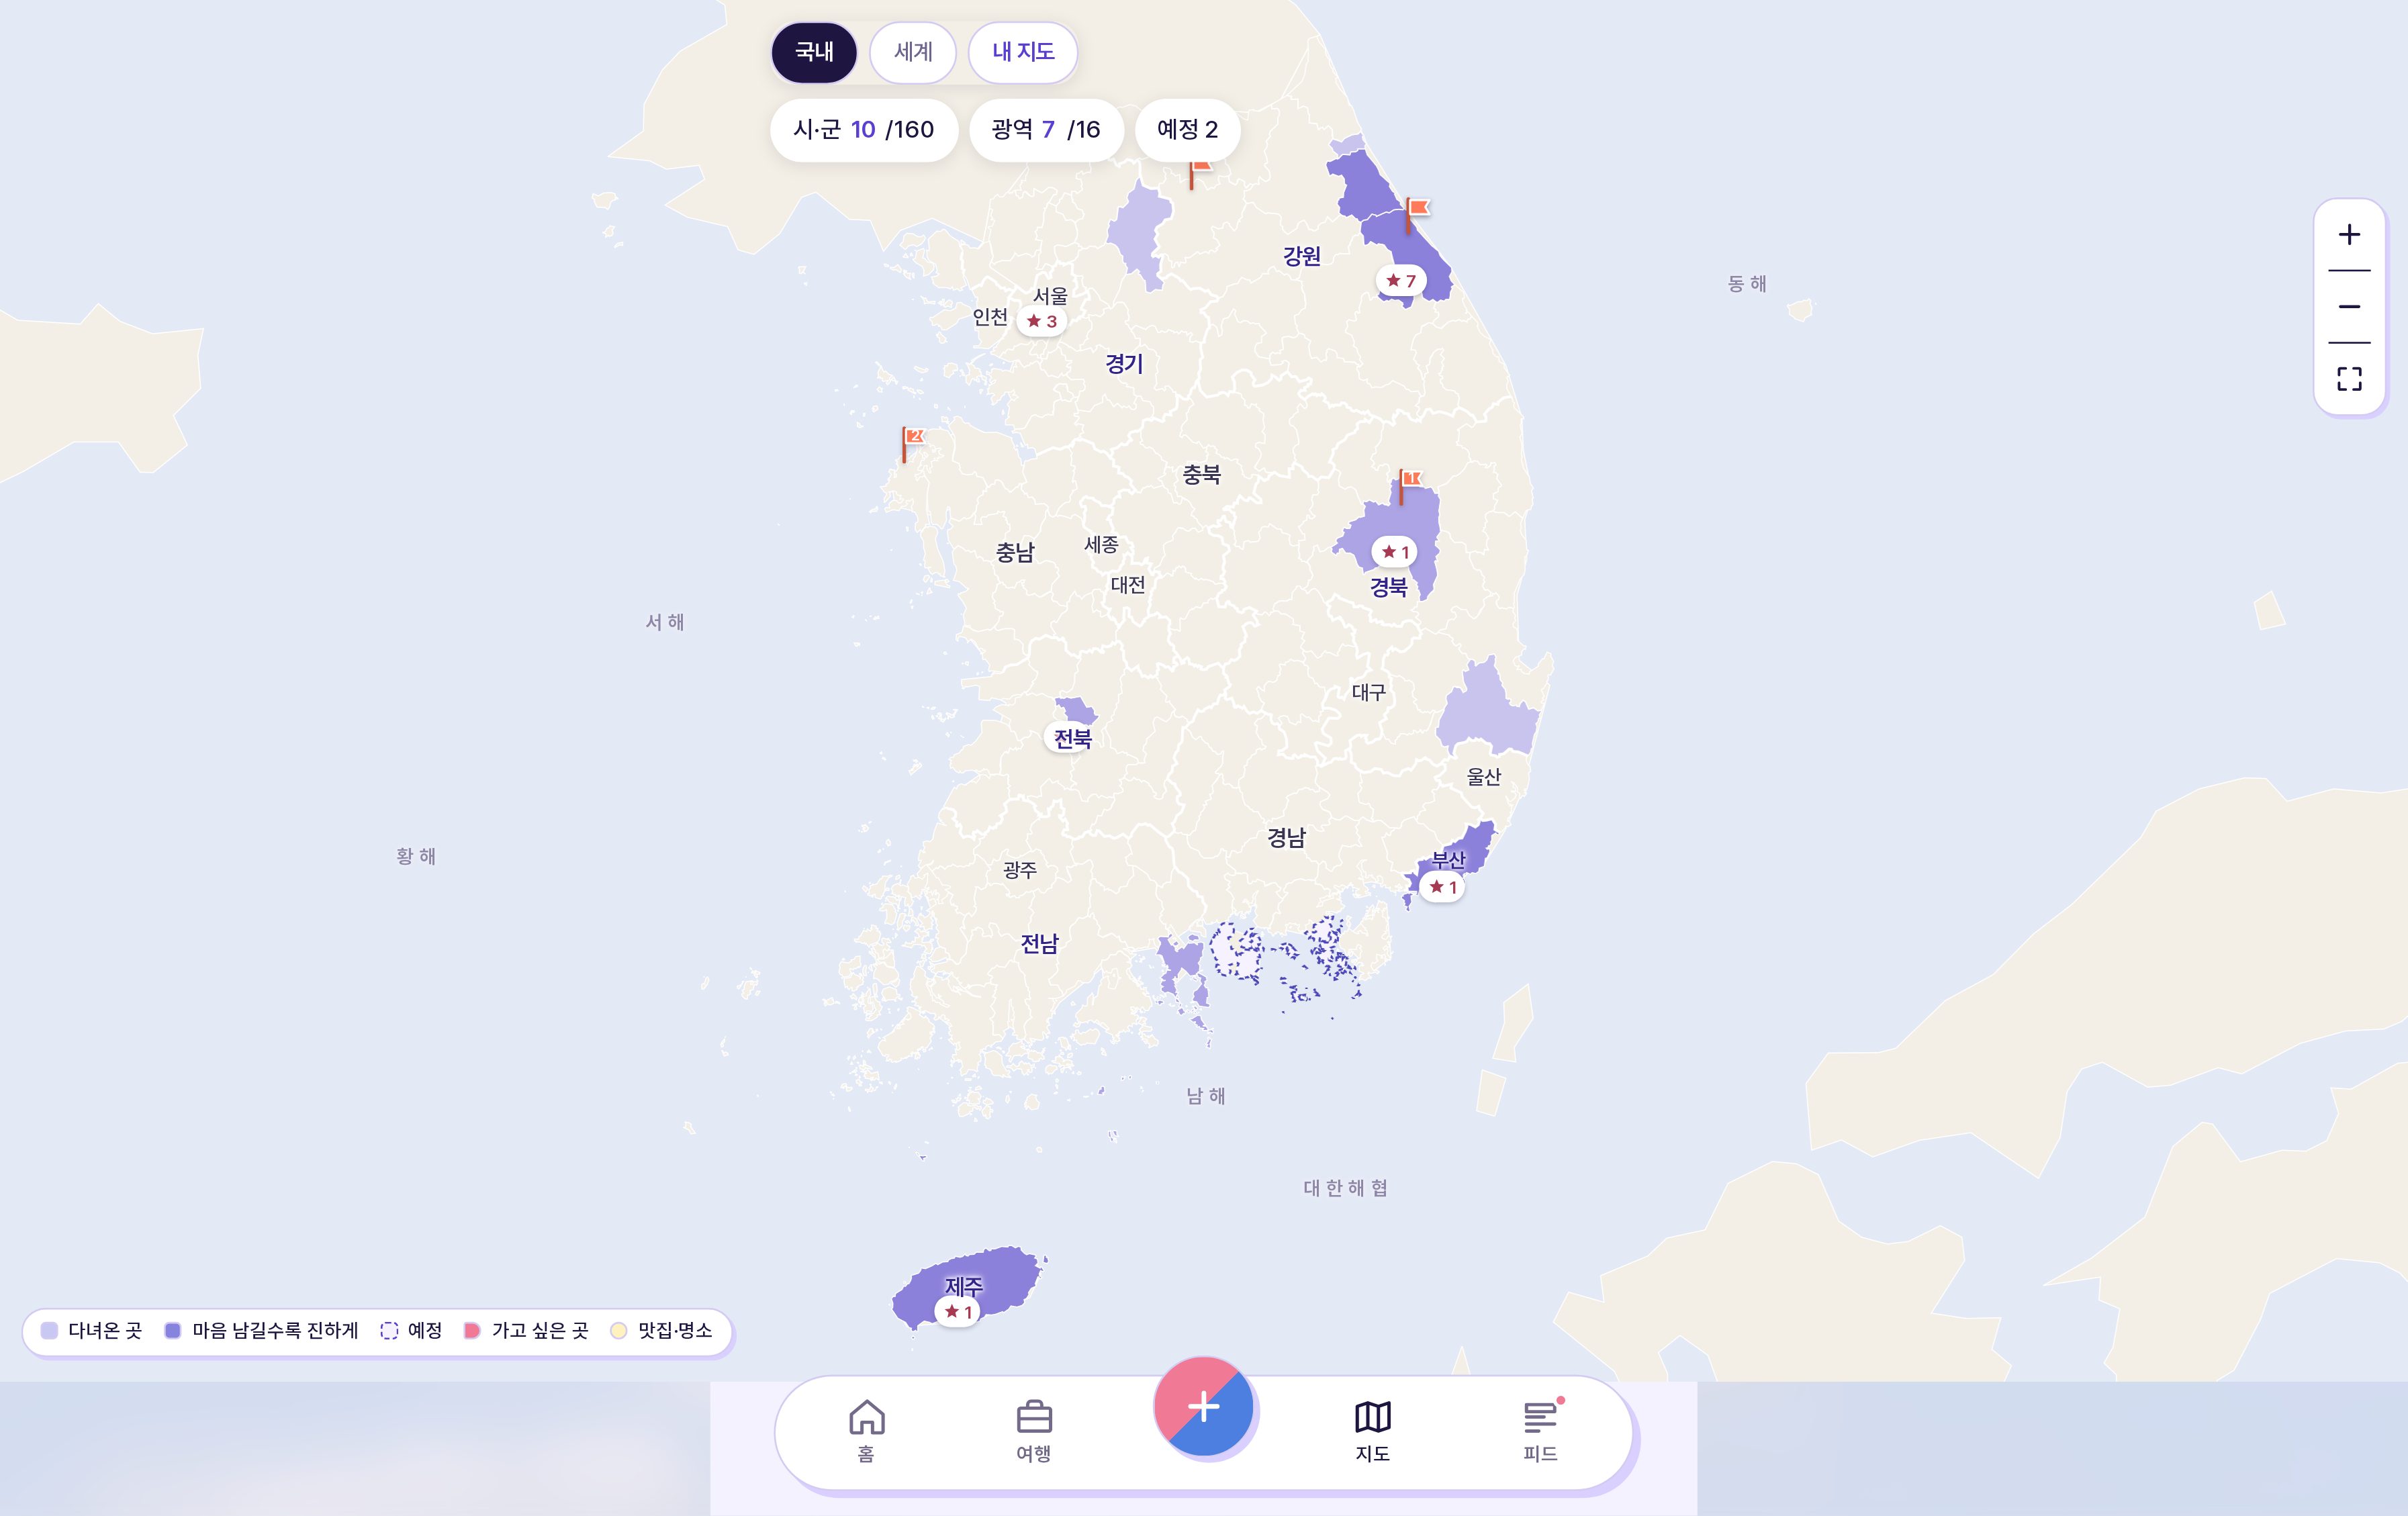 국내 세계 내 지도
시·군 10 /160 광역 7 /16 예정 2
강원
동해
★ 7
서울
인천
★ 3
경기
2
충북
1
충남
세종
★ 1
대전
경북
서해
대구
전북
울산
경남
황해
부산
광주
★ 1
전남
남해
대한해협
제주
★ 1
다녀온 곳 마음 남길수록 진하게 예정 가고 싶은 곳 맛집·명소
홈 여행 지도 피드